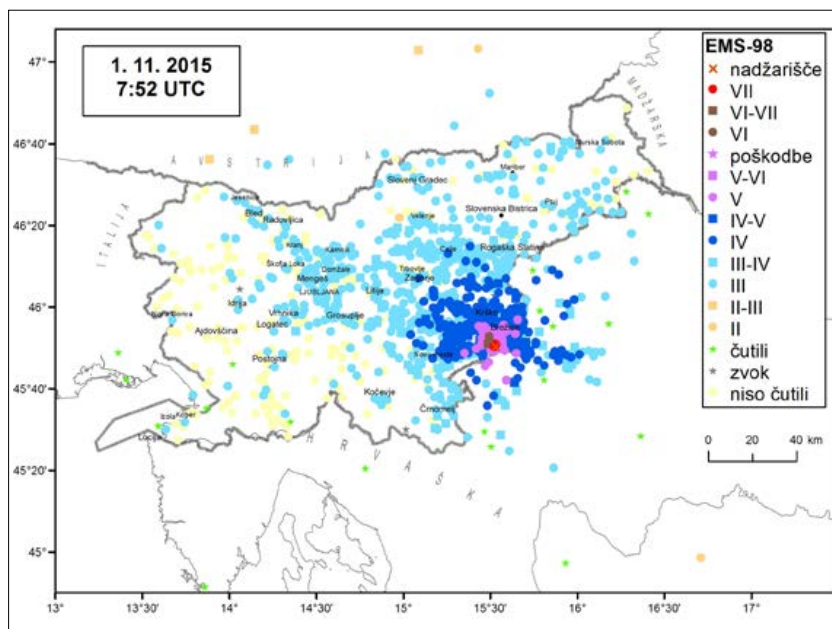 1. 11. 2015
7:52 UTC
EMS-98
nadžarišče
VII
VI-VII
VI
poškodbe
V-VI
V
IV-V
IV
III-IV
III
II-III
II
čutili
zvok
niso čutili
0 20 40 km
47°
46°40'
46°20'
46°
45°40'
45°20'
45°
13° 13°30' 14° 14°30' 15° 15°30' 16° 16°30' 17°
AVSTRIJA
MADŽARSKA
ITALIJA
HRVAŠKA
Murska Sobota
Maribor
Slovenj Gradec
Jesenice
Bled
Radovljica
Velenje
Slovenska Bistrica
Ptuj
Kranj
Kamnik
Celje
Rogaška Slatina
Škofja Loka
Domžale
Mengeš
Trbovlje
Zagorje
LJUBLJANA
Litije
Idrija
Vrhnika
Grosuplje
Krško
Brežice
Ajdovščina
Logatec
Postojna
Kočevje
Črnomelj
Izola
Koper
Lucija